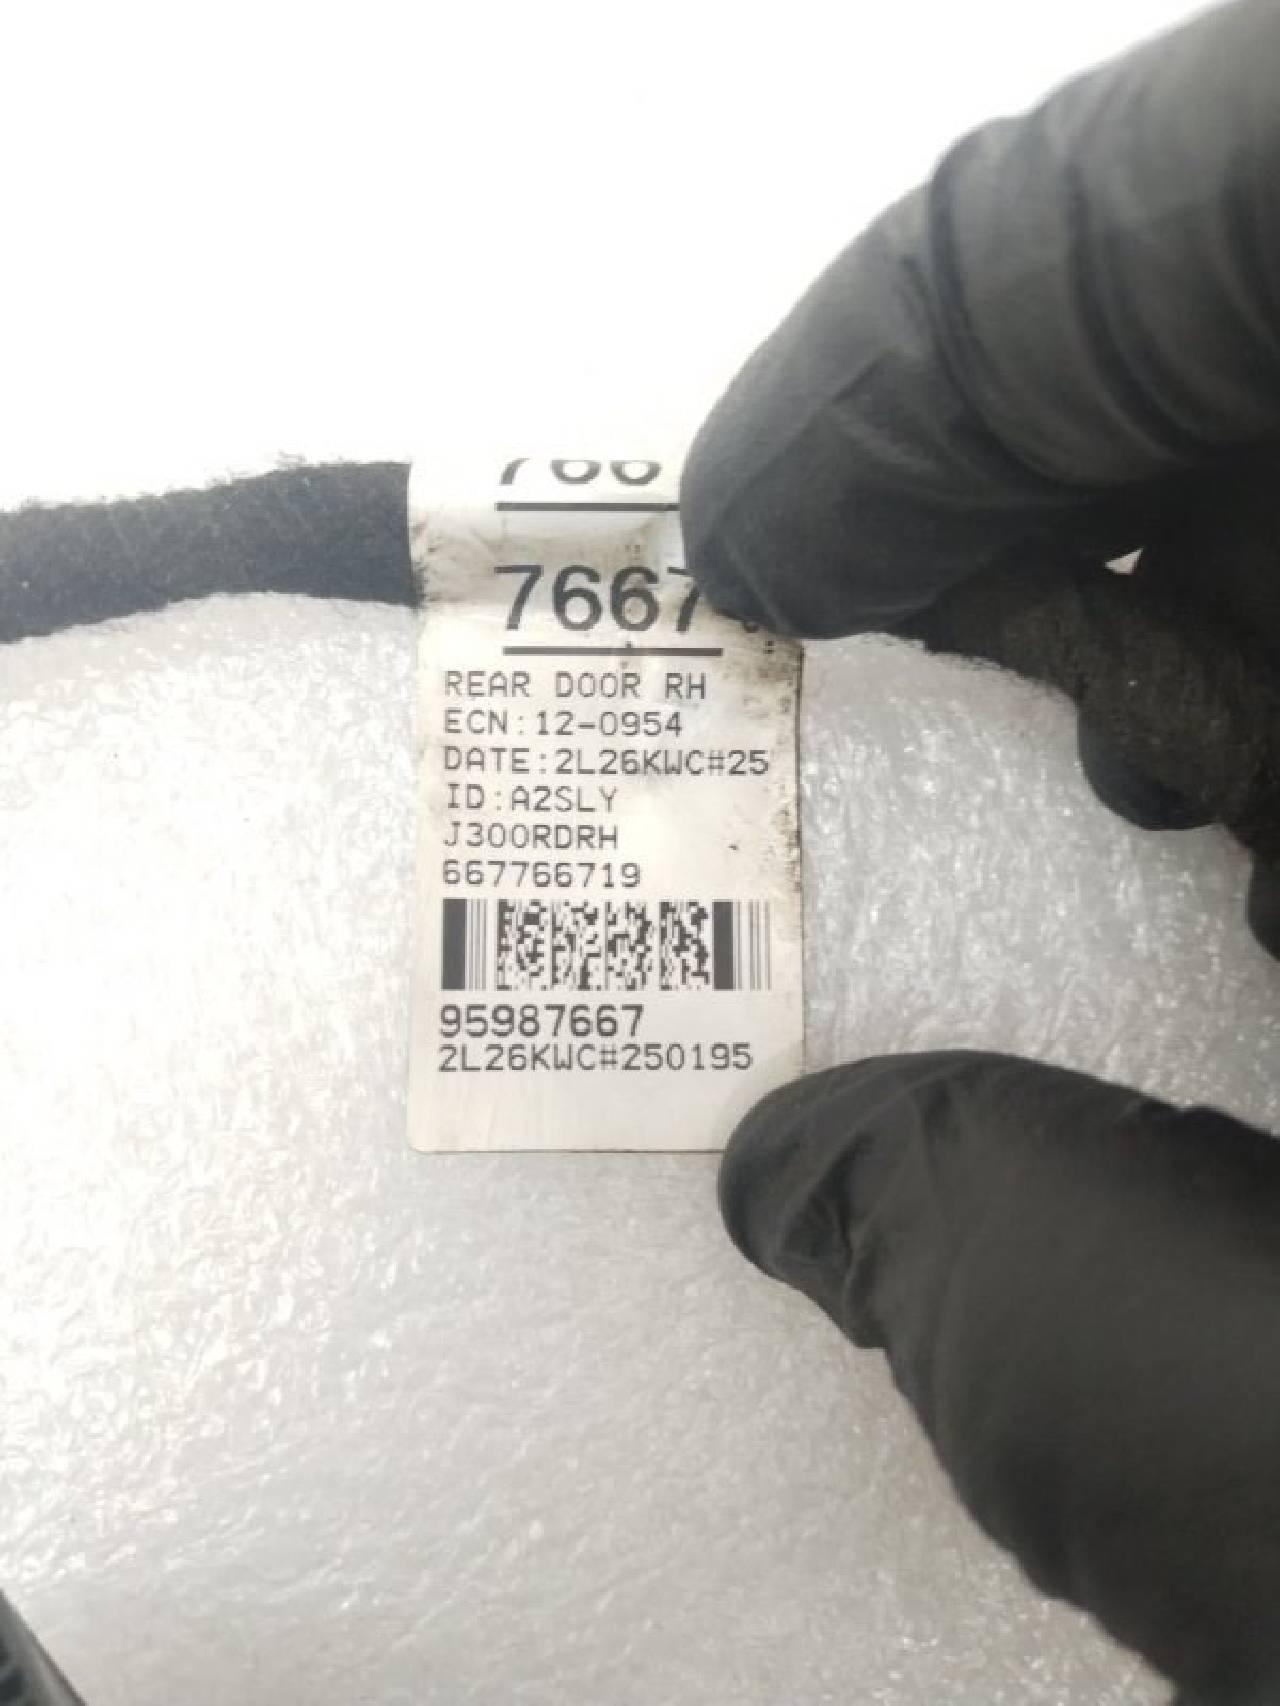 7667
REAR DOOR RH
ECN:12-0954
DATE:2L26KWC#25
ID:A2SLY
J300RDRH
667766719
95987667
2L26KWC#250195